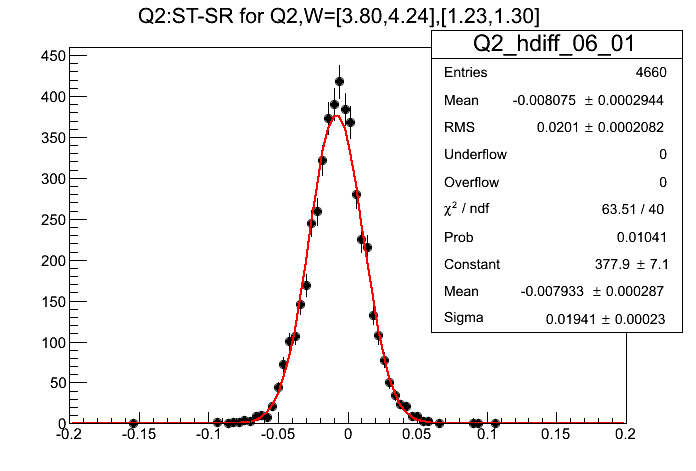 Q2:ST-SR for Q2,W=[3.80,4.24],[1.23,1.30]
Q2_hdiff_06_01
Entries 4660
Mean -0.008075 ± 0.0002944
RMS 0.0201 ± 0.0002082
Underflow 0
Overflow 0
χ² / ndf 63.51 / 40
Prob 0.01041
Constant 377.9 ± 7.1
Mean -0.007933 ± 0.000287
Sigma 0.01941 ± 0.00023
450
400
350
300
250
200
150
100
50
0
-0.2 -0.15 -0.1 -0.05 0 0.05 0.1 0.15 0.2